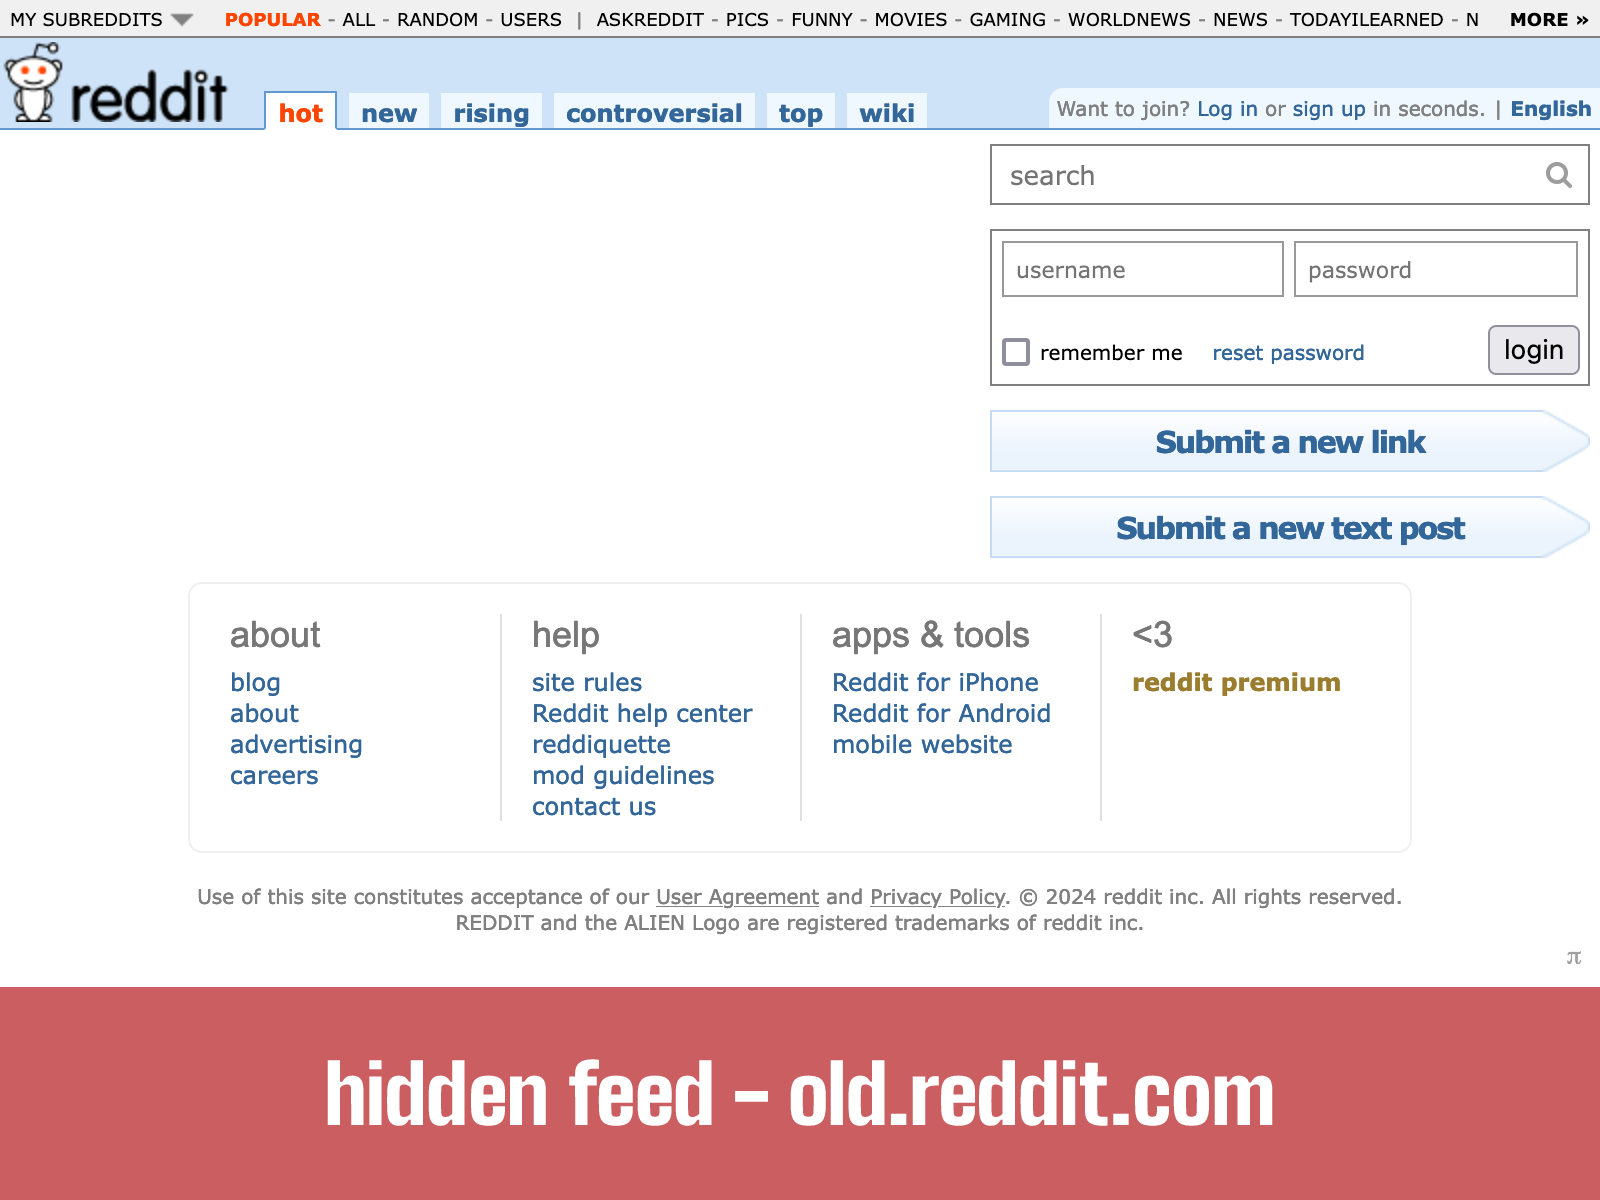 MY SUBREDDITS POPULAR - ALL - RANDOM - USERS | ASKREDDIT - PICS - FUNNY - MOVIES - GAMING - WORLDNEWS - NEWS - TODAYILEARNED - N MORE »
reddit hot new rising controversial top wiki Want to join? Log in or sign up in seconds. | English
search
username password
remember me reset password login
Submit a new link
Submit a new text post
about
blog
about
advertising
careers
help
site rules
Reddit help center
reddiquette
mod guidelines
contact us
apps & tools
Reddit for iPhone
Reddit for Android
mobile website
<3
reddit premium
Use of this site constitutes acceptance of our User Agreement and Privacy Policy. © 2024 reddit inc. All rights reserved.
REDDIT and the ALIEN Logo are registered trademarks of reddit inc.
π
hidden feed - old.reddit.com